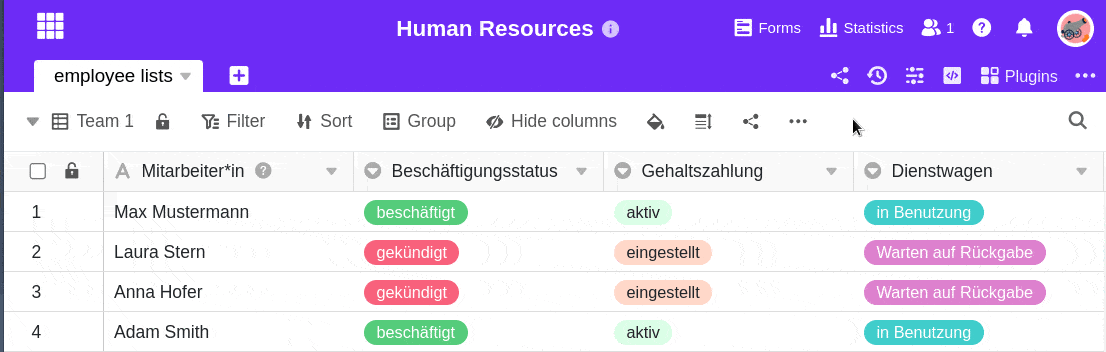 Human Resources
Forms Statistics 1
employee lists
Plugins
Team 1 Filter Sort Group Hide columns
Mitarbeiter*in Beschäftigungsstatus Gehaltszahlung Dienstwagen
1 Max Mustermann beschäftigt aktiv in Benutzung
2 Laura Stern gekündigt eingestellt Warten auf Rückgabe
3 Anna Hofer gekündigt eingestellt Warten auf Rückgabe
4 Adam Smith beschäftigt aktiv in Benutzung